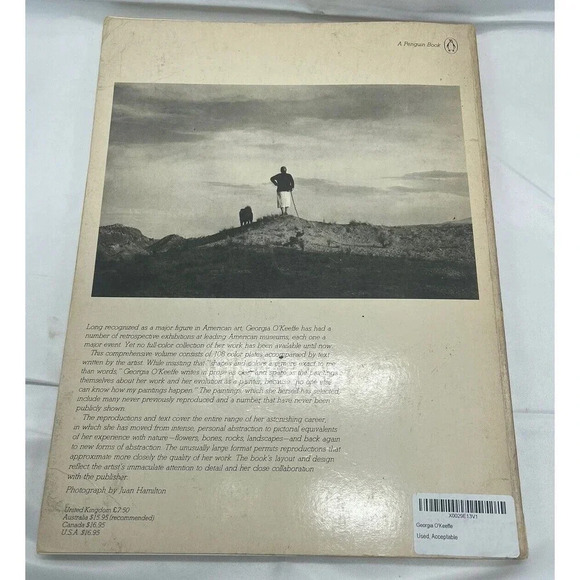 A Penguin Book
Long recognized as a major figure in American art, Georgia O'Keeffe has had a
number of retrospective exhibitions at leading American museums, each one a
major event. Yet no full-color collection of her work has been available until now.
This comprehensive volume consists of 108 color plates accompanied by text
written by the artist. While insisting that "shapes and colors are more exact to me
than words," Georgia O'Keeffe writes in prose as clear and spare as the paintings
themselves about her work and her evolution as a painter, because "no one else
can know how my paintings happen." The paintings, which she herself has selected,
include many never previously reproduced and a number that have never been
publicly shown.
The reproductions and text cover the entire range of her astonishing career,
in which she has moved from intense, personal abstraction to pictorial equivalents
of her experience with nature—flowers, bones, rocks, landscapes—and back again
to new forms of abstraction. The unusually large format permits reproductions that
approximate more closely the quality of her work. The book's layout and design
reflect the artist's immaculate attention to detail and her close collaboration
with the publisher.
Photograph by Juan Hamilton
United Kingdom £7.50
Australia $15.95 (recommended)
Canada $16.95
U.S.A. $16.95
X0029E13V1
Georgia O'Keeffe
Used, Acceptable